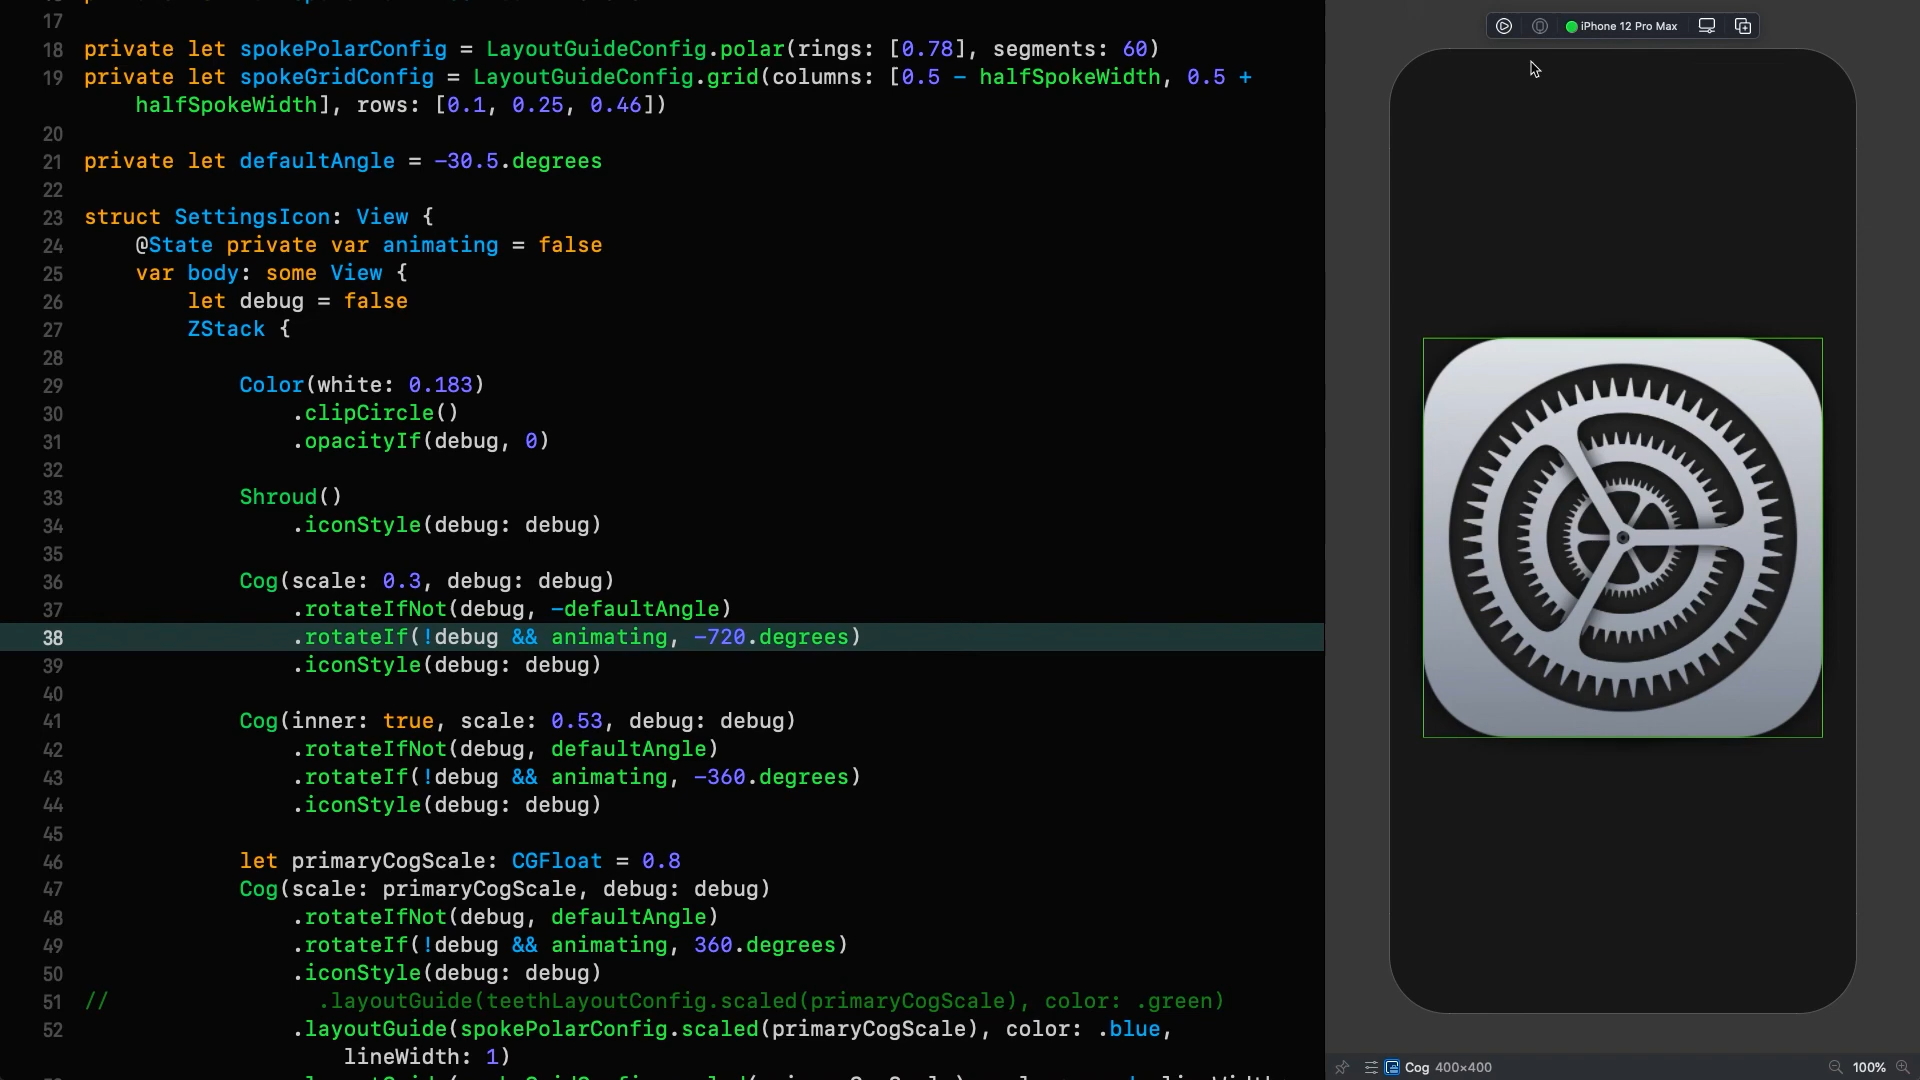 17
18 private let spokePolarConfig = LayoutGuideConfig.polar(rings: [0.78], segments: 60)
19 private let spokeGridConfig = LayoutGuideConfig.grid(columns: [0.5 - halfSpokeWidth, 0.5 +
halfSpokeWidth], rows: [0.1, 0.25, 0.46])
20
21 private let defaultAngle = -30.5.degrees
22
23 struct SettingsIcon: View {
24 @State private var animating = false
25 var body: some View {
26 let debug = false
27 ZStack {
28
29 Color(white: 0.183)
30 .clipCircle()
31 .opacityIf(debug, 0)
32
33 Shroud()
34 .iconStyle(debug: debug)
35
36 Cog(scale: 0.3, debug: debug)
37 .rotateIfNot(debug, -defaultAngle)
38 .rotateIf(!debug && animating, -720.degrees)
39 .iconStyle(debug: debug)
40
41 Cog(inner: true, scale: 0.53, debug: debug)
42 .rotateIfNot(debug, defaultAngle)
43 .rotateIf(!debug && animating, -360.degrees)
44 .iconStyle(debug: debug)
45
46 let primaryCogScale: CGFloat = 0.8
47 Cog(scale: primaryCogScale, debug: debug)
48 .rotateIfNot(debug, defaultAngle)
49 .rotateIf(!debug && animating, 360.degrees)
50 .iconStyle(debug: debug)
51 // .layoutGuide(teethLayoutConfig.scaled(primaryCogScale), color: .green)
52 .layoutGuide(spokePolarConfig.scaled(primaryCogScale), color: .blue,
lineWidth: 1)
iPhone 12 Pro Max
Cog 400×400
100%